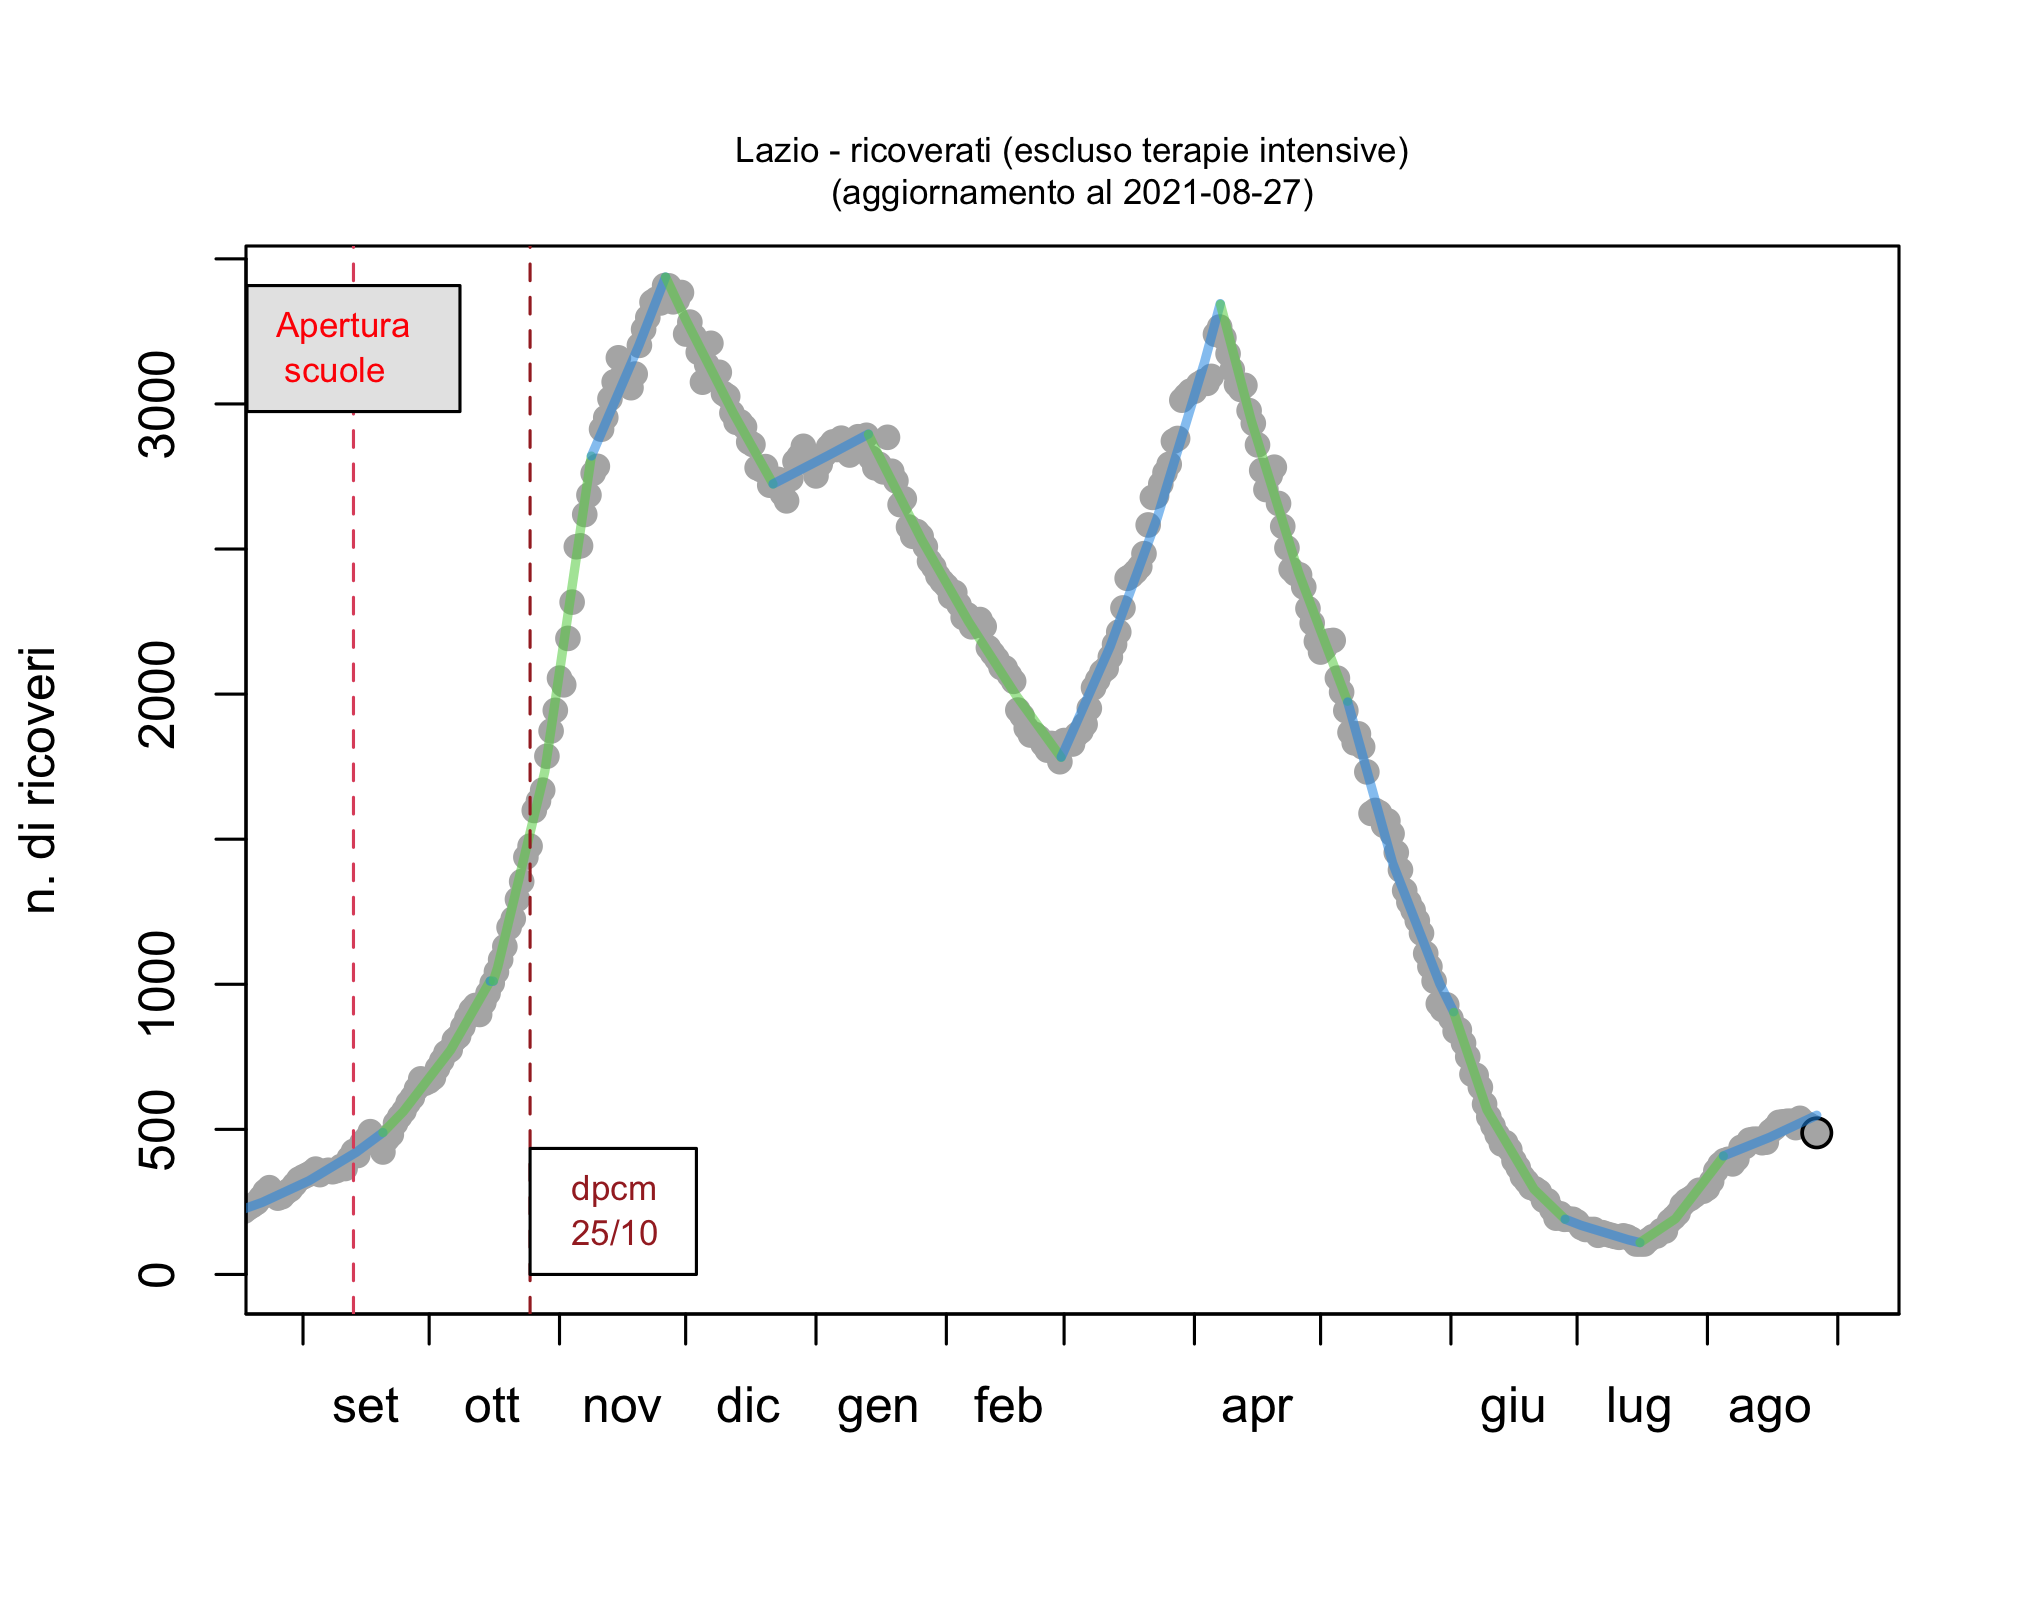 Lazio - ricoverati (escluso terapie intensive)
(aggiornamento al 2021-08-27)
Apertura
scuole
dpcm
25/10
n. di ricoveri
3000
2000
1000
500
0
set ott nov dic gen feb apr giu lug ago